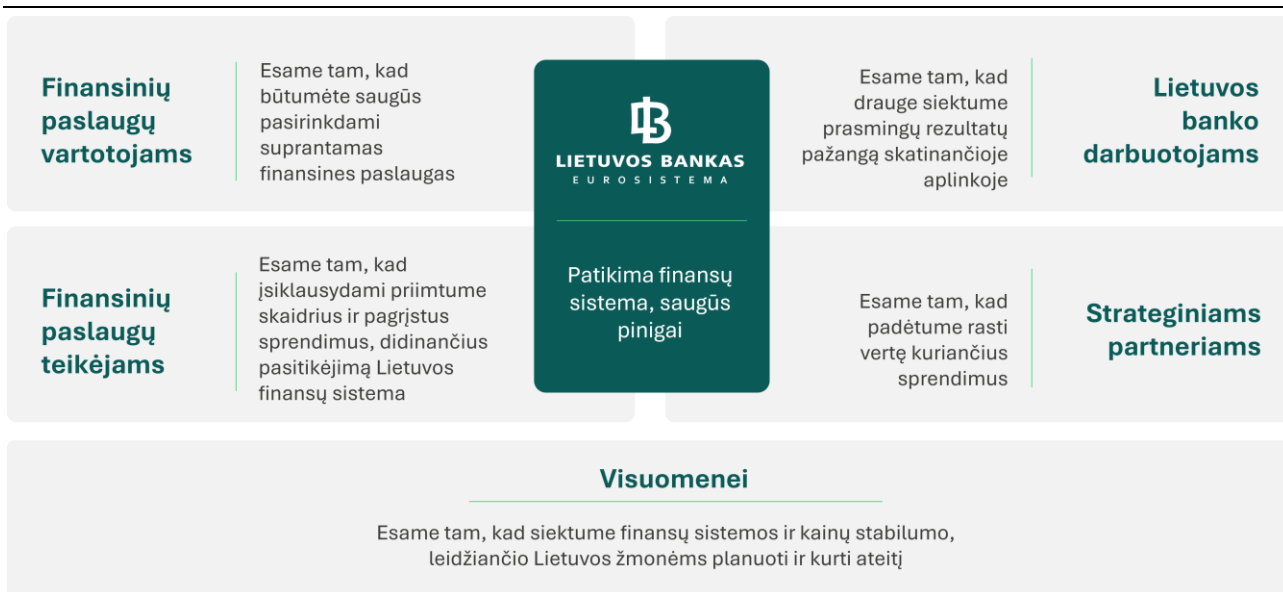 Finansinių
paslaugų
vartotojams
Esame tam, kad
būtumėte saugūs
pasirinkdami
suprantamas
finansines paslaugas
LIETUVOS BANKAS
EUROSISTEMA
Patikima finansų
sistema, saugūs
pinigai
Esame tam, kad
drauge siektume
prasmingų rezultatų
pažangą skatinančioje
aplinkoje
Lietuvos
banko
darbuotojams
Finansinių
paslaugų
teikėjams
Esame tam, kad
įsiklausydami priimtume
skaidrius ir pagrįstus
sprendimus, didinančius
pasitikėjimą Lietuvos
finansų sistema
Esame tam, kad
padėtume rasti
vertę kuriančius
sprendimus
Strateginiams
partneriams
Visuomenei
Esame tam, kad siektume finansų sistemos ir kainų stabilumo,
leidžiančio Lietuvos žmonėms planuoti ir kurti ateitį